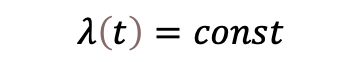 λ(t) = const